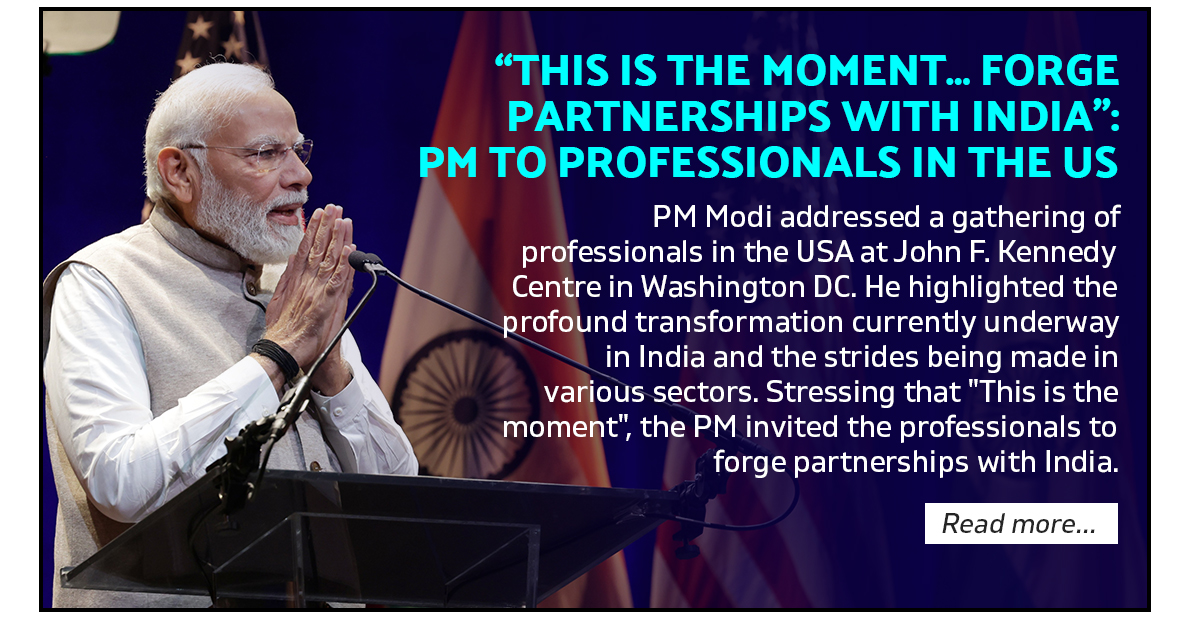 “THIS IS THE MOMENT... FORGE
PARTNERSHIPS WITH INDIA”:
PM TO PROFESSIONALS IN THE US
PM Modi addressed a gathering of
professionals in the USA at John F. Kennedy
Centre in Washington DC. He highlighted the
profound transformation currently underway
in India and the strides being made in
various sectors. Stressing that "This is the
moment", the PM invited the professionals to
forge partnerships with India.
Read more...